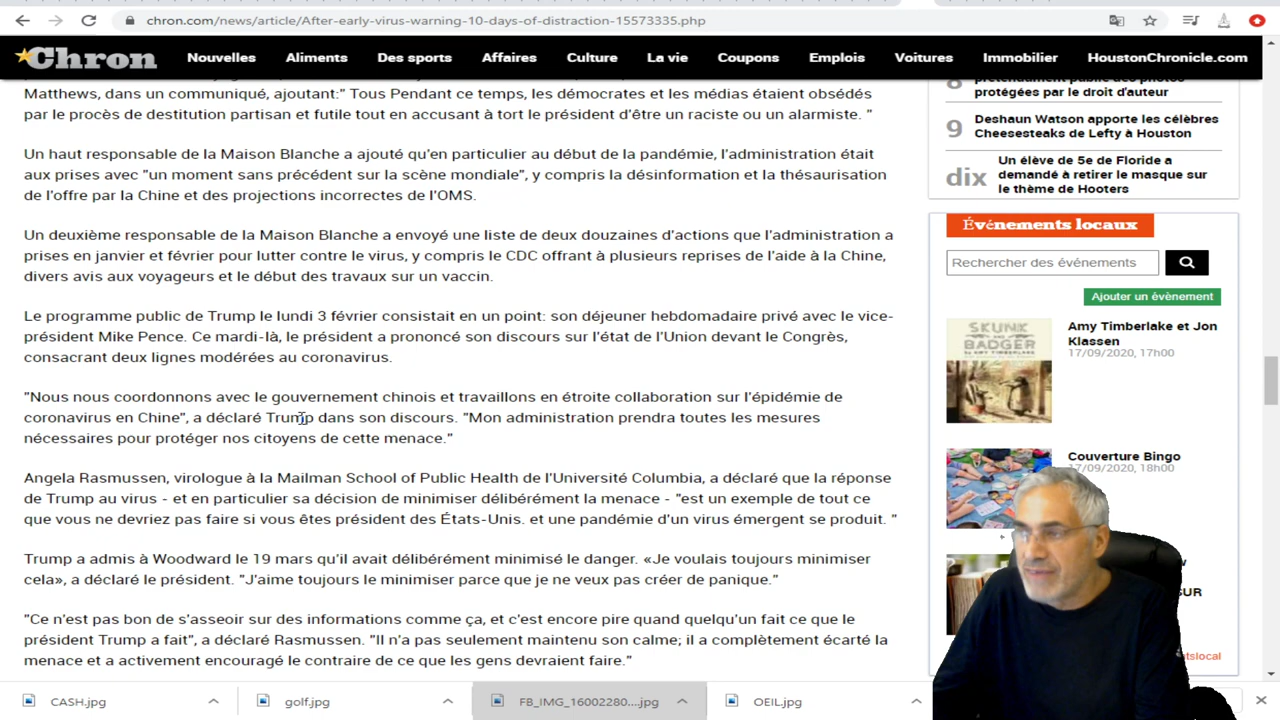 chron.com/news/article/After-early-virus-warning-10-days-of-distraction-15573335.php
Chron
Nouvelles
Aliments
Des sports
Affaires
Culture
La vie
Coupons
Emplois
Voitures
Immobilier
HoustonChronicle.com
Matthews, dans un communiqué, ajoutant:" Tous Pendant ce temps, les démocrates et les médias étaient obsédés
par le procès de destitution partisan et futile tout en accusant à tort le président d'être un raciste ou un alarmiste. "
Un haut responsable de la Maison Blanche a ajouté qu'en particulier au début de la pandémie, l'administration était
aux prises avec "un moment sans précédent sur la scène mondiale", y compris la désinformation et la thésaurisation
de l'offre par la Chine et des projections incorrectes de l'OMS.
Un deuxième responsable de la Maison Blanche a envoyé une liste de deux douzaines d'actions que l'administration a
prises en janvier et février pour lutter contre le virus, y compris le CDC offrant à plusieurs reprises de l'aide à la Chine,
divers avis aux voyageurs et le début des travaux sur un vaccin.
Le programme public de Trump le lundi 3 février consistait en un point: son déjeuner hebdomadaire privé avec le vice-
président Mike Pence. Ce mardi-là, le président a prononcé son discours sur l'état de l'Union devant le Congrès,
consacrant deux lignes modérées au coronavirus.
"Nous nous coordonnons avec le gouvernement chinois et travaillons en étroite collaboration sur l'épidémie de
coronavirus en Chine", a déclaré Trump dans son discours. "Mon administration prendra toutes les mesures
nécessaires pour protéger nos citoyens de cette menace."
Angela Rasmussen, virologue à la Mailman School of Public Health de l'Université Columbia, a déclaré que la réponse
de Trump au virus - et en particulier sa décision de minimiser délibérément la menace - "est un exemple de tout ce
que vous ne devriez pas faire si vous êtes président des États-Unis. et une pandémie d'un virus émergent se produit. "
Trump a admis à Woodward le 19 mars qu'il avait délibérément minimisé le danger. «Je voulais toujours minimiser
cela», a déclaré le président. "J'aime toujours le minimiser parce que je ne veux pas créer de panique."
"Ce n'est pas bon de s'asseoir sur des informations comme ça, et c'est encore pire quand quelqu'un fait ce que le
président Trump a fait", a déclaré Rasmussen. "Il n'a pas seulement maintenu son calme; il a complètement écarté la
menace et a activement encouragé le contraire de ce que les gens devraient faire."
8
prétendument publié des photos
protégées par le droit d'auteur
9
Deshaun Watson apporte les célèbres
Cheesesteaks de Lefty à Houston
dix
Un élève de 5e de Floride a
demandé à retirer le masque sur
le thème de Hooters
Événements locaux
Rechercher des événements
Ajouter un évènement
SKUNK
AND
BADGER
BY AMY TIMBERLAKE
Amy Timberlake et Jon
Klassen
17/09/2020, 17h00
Couverture Bingo
17/09/2020, 18h00
CASH.jpg
golf.jpg
FB_IMG_16002280....jpg
OEIL.jpg